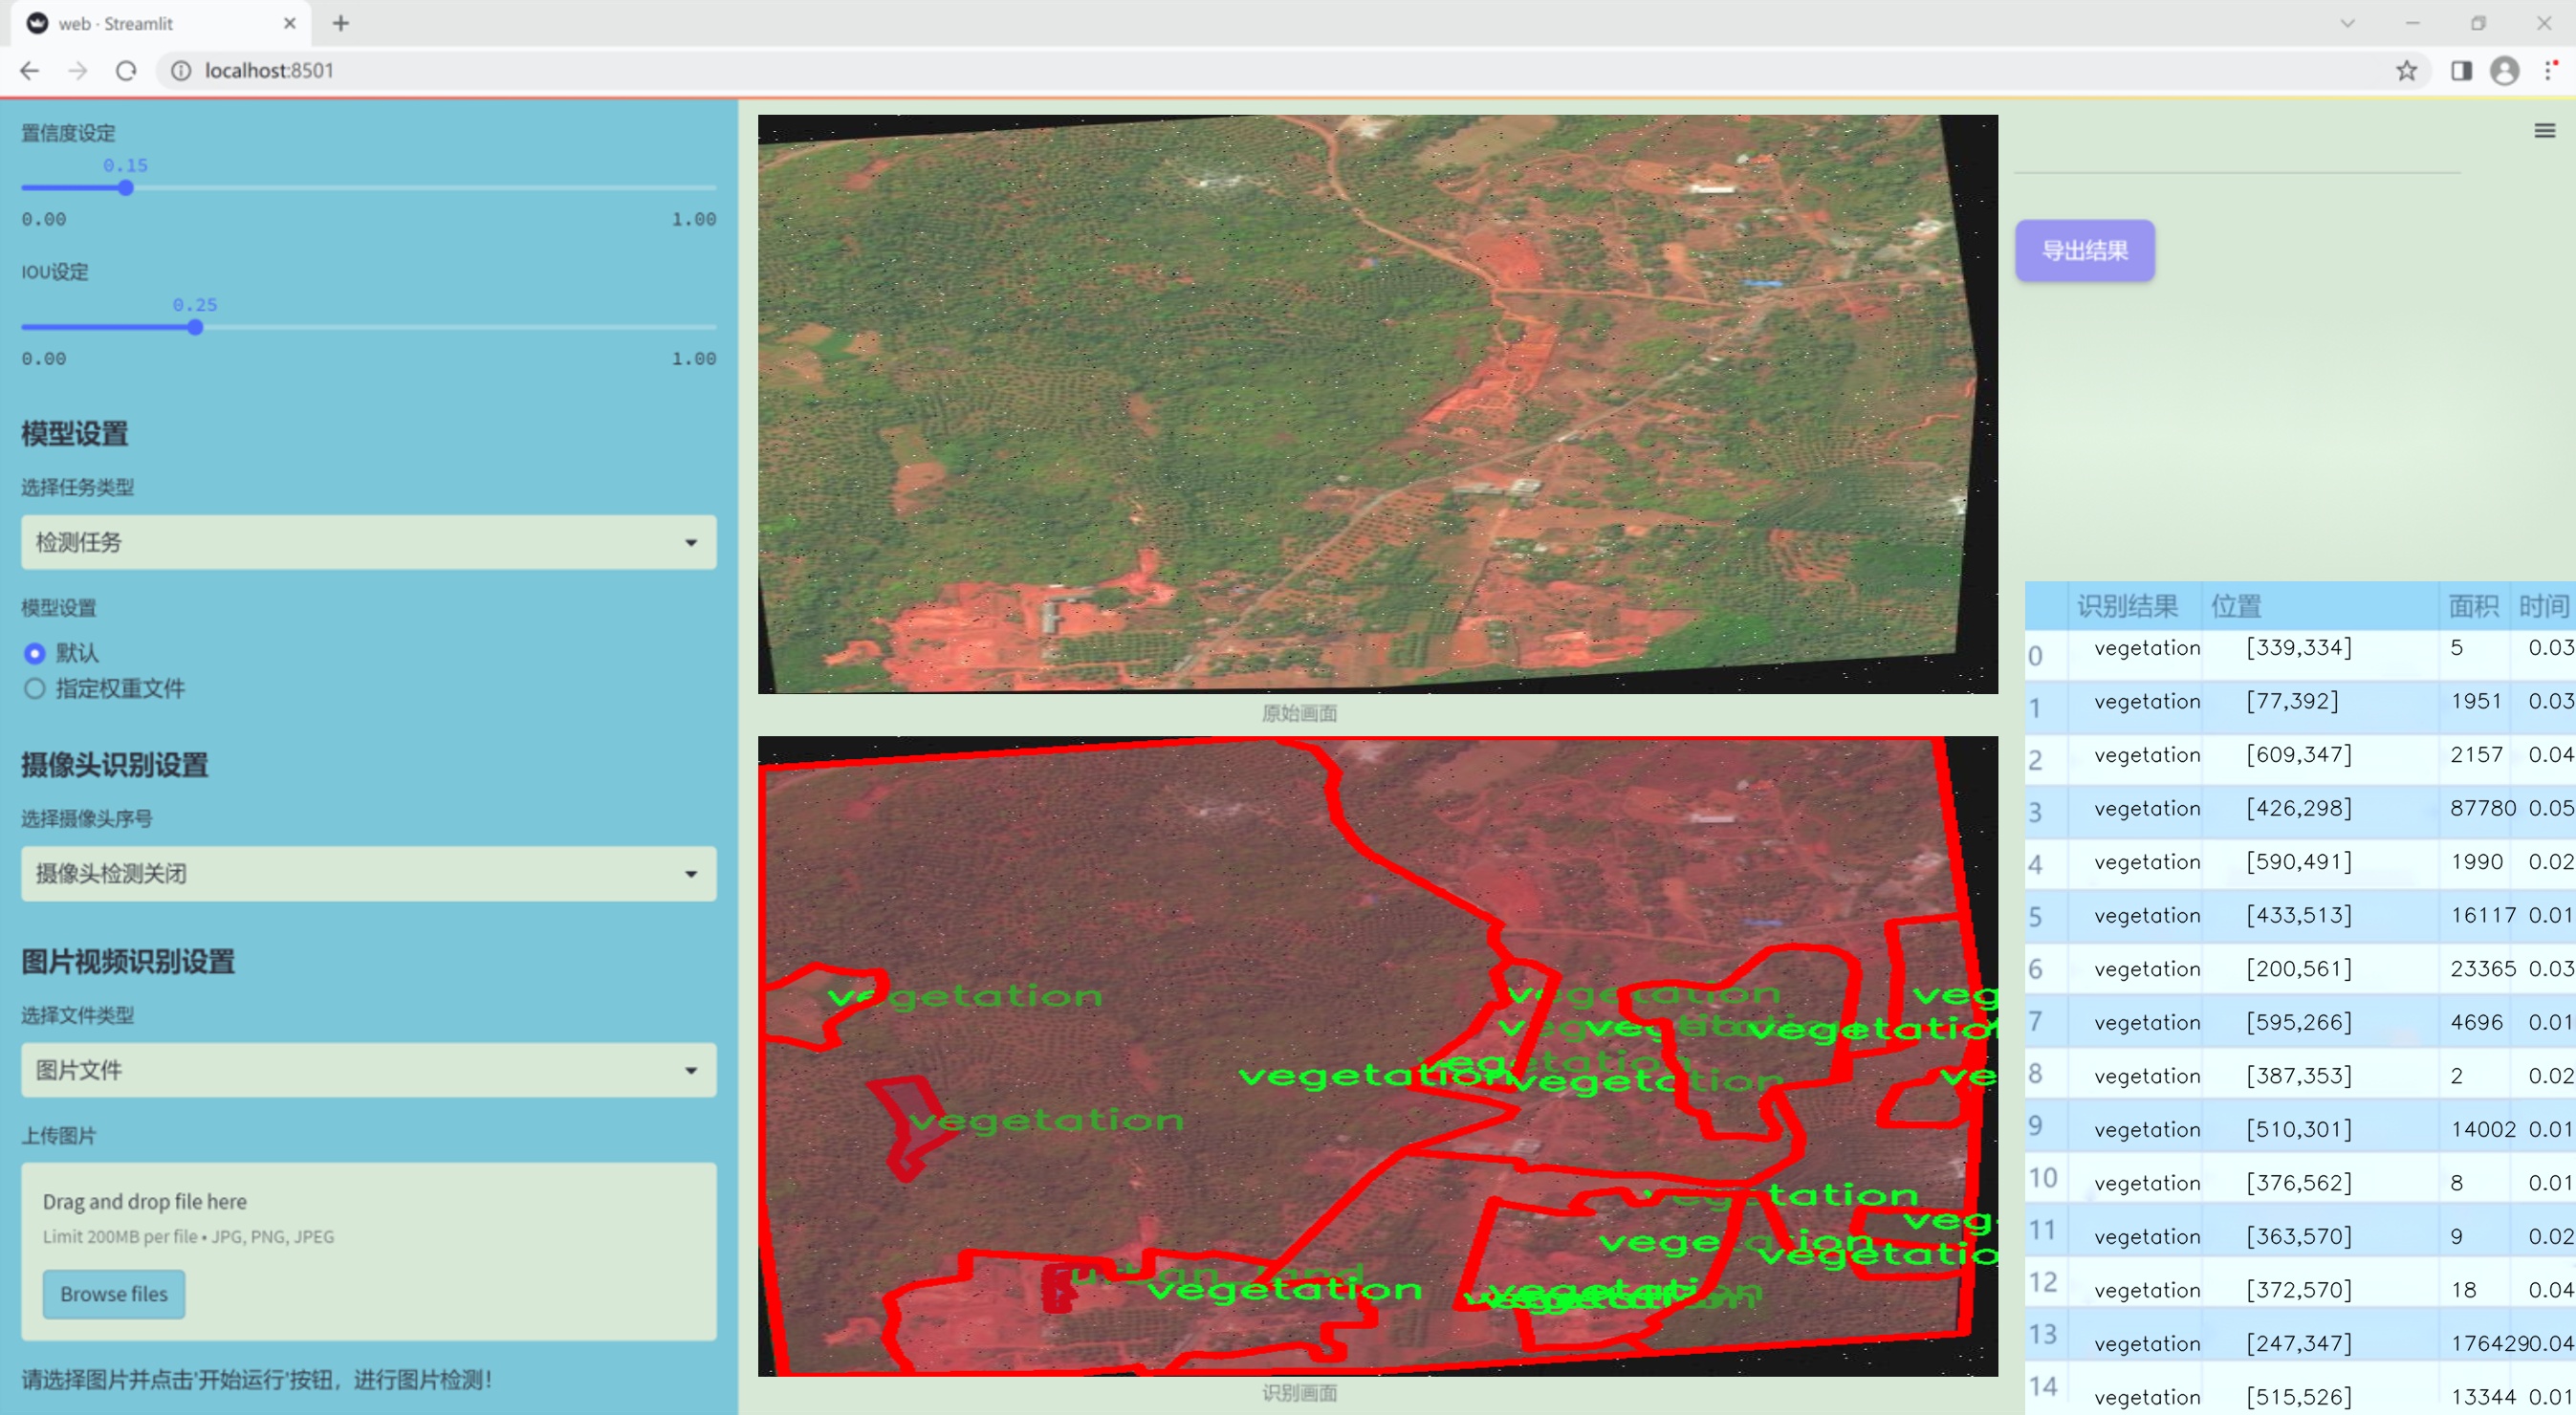 web · Streamlit
localhost:8501
置信度设定
0.15
0.00 1.00
IOU设定
0.25
0.00 1.00
模型设置
选择任务类型
检测任务
模型设置
默认
指定权重文件
摄像头识别设置
选择摄像头序号
摄像头检测关闭
图片视频识别设置
选择文件类型
图片文件
上传图片
Drag and drop file here
Limit 200MB per file • JPG, PNG, JPEG
Browse files
请选择图片并点击'开始运行'按钮，进行图片检测！
原始画面
vegetation
vegetation
vegetation
vegetation
vegetation
vegetation
vegetation
vegetation
vegetation
识别画面
导出结果
识别结果 位置 面积 时间
0 vegetation [339,334] 5 0.03
1 vegetation [77,392] 1951 0.03
2 vegetation [609,347] 2157 0.04
3 vegetation [426,298] 87780 0.05
4 vegetation [590,491] 1990 0.02
5 vegetation [433,513] 16117 0.01
6 vegetation [200,561] 23365 0.03
7 vegetation [595,266] 4696 0.01
8 vegetation [387,353] 2 0.02
9 vegetation [510,301] 14002 0.01
10 vegetation [376,562] 8 0.01
11 vegetation [363,570] 9 0.02
12 vegetation [372,570] 18 0.04
13 vegetation [247,347] 176429 0.04
14 vegetation [515,526] 13344 0.01